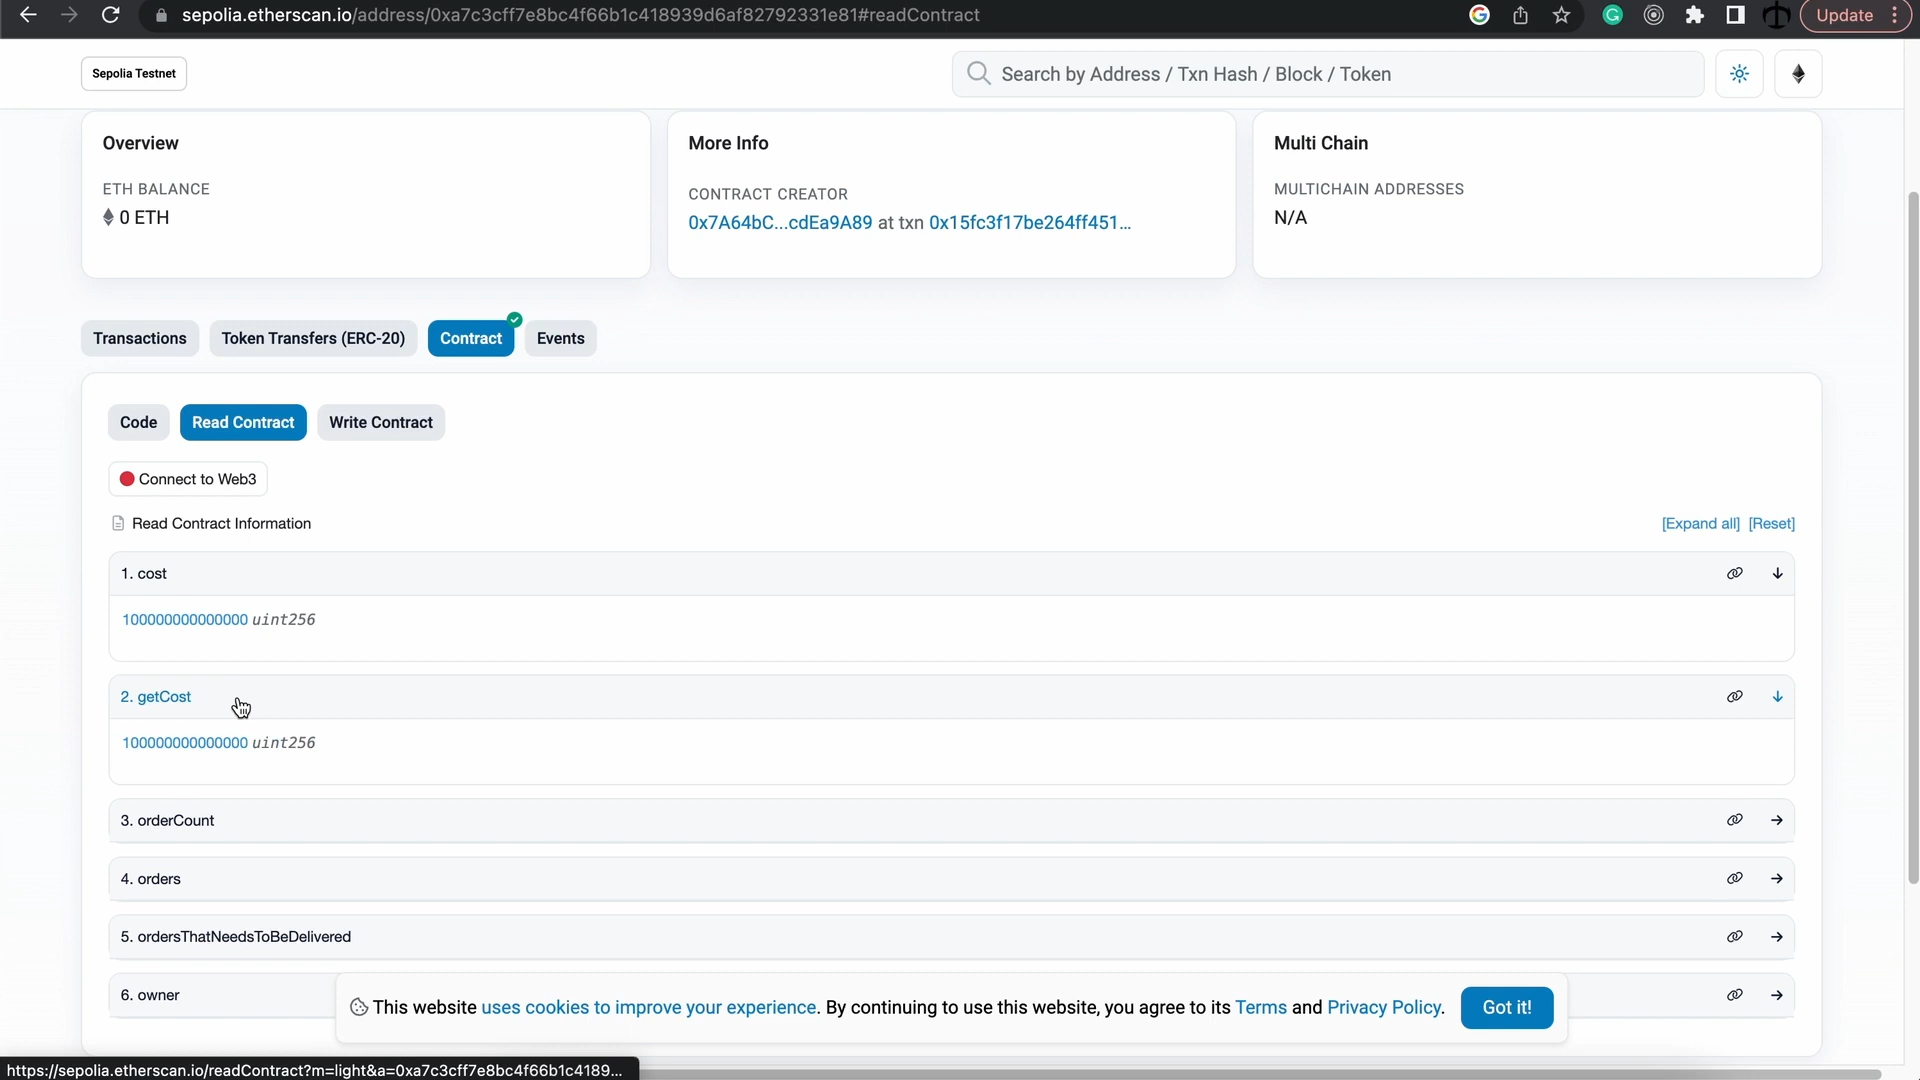 sepolia.etherscan.io/address/0xa7c3cff7e8bc4f66b1c418939d6af82792331e81#readContract
Update
Sepolia Testnet
Search by Address / Txn Hash / Block / Token
Overview
ETH BALANCE
0 ETH
More Info
CONTRACT CREATOR
0x7A64bC...cdEa9A89 at txn 0x15fc3f17be264ff451...
Multi Chain
MULTICHAIN ADDRESSES
N/A
Transactions
Token Transfers (ERC-20)
Contract
Events
Code
Read Contract
Write Contract
Connect to Web3
Read Contract Information
[Expand all] [Reset]
1. cost
100000000000000 uint256
2. getCost
100000000000000 uint256
3. orderCount
4. orders
5. ordersThatNeedsToBeDelivered
6. owner
This website uses cookies to improve your experience. By continuing to use this website, you agree to its Terms and Privacy Policy.
Got it!
https://sepolia.etherscan.io/readContract?m=light&a=0xa7c3cff7e8bc4f66b1c4189...